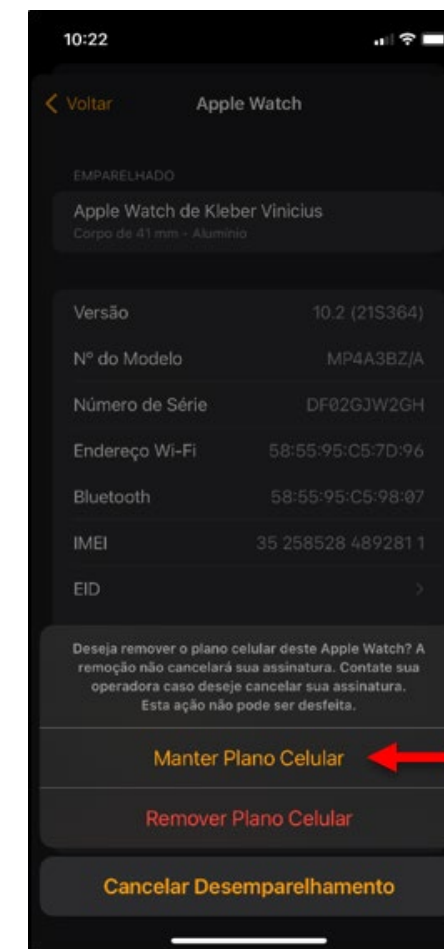 10:22
Voltar
Apple Watch
EMPARELHADO
Apple Watch de Kleber Vinicius
Corpo de 41 mm - Alumínio
Versão 10.2 (21S364)
Nº do Modelo MP4A3BZ/A
Número de Série DF02GJW2GH
Endereço Wi-Fi 58:55:95:C5:7D:96
Bluetooth 58:55:95:C5:98:07
IMEI 35 258528 489281 1
EID
Deseja remover o plano celular deste Apple Watch? A
remoção não cancelará sua assinatura. Contate sua
operadora caso deseje cancelar sua assinatura.
Esta ação não pode ser desfeita.
Manter Plano Celular
Remover Plano Celular
Cancelar Desemparelhamento